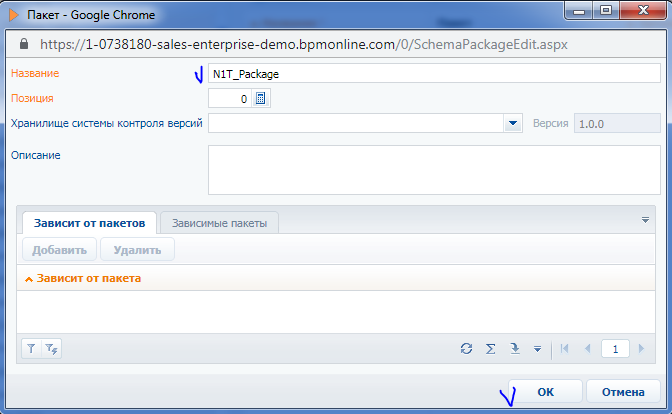 Пакет - Google Chrome
https://1-0738180-sales-enterprise-demo.bpmonline.com/0/SchemaPackageEdit.aspx
Название N1T_Package
Позиция 0
Хранилище системы контроля версий Версия 1.0.0
Описание
Зависит от пакетов Зависимые пакеты
Добавить Удалить
Зависит от пакета
1
ОК Отмена